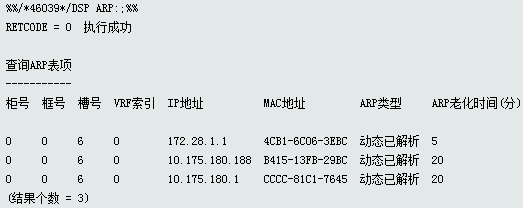 %%/*46039*/DSP ARP:;%%
RETCODE = 0  执行成功
查询ARP表项
-----------
柜号  框号  槽号  VRF索引  IP地址  MAC地址  ARP类型  ARP老化时间(分)
0  0  6  0  172.28.1.1  4CB1-6C06-3EBC  动态已解析  5
0  0  6  0  10.175.180.188  B415-13FB-29BC  动态已解析  20
0  0  6  0  10.175.180.1  CCCC-81C1-7645  动态已解析  20
(结果个数 = 3)